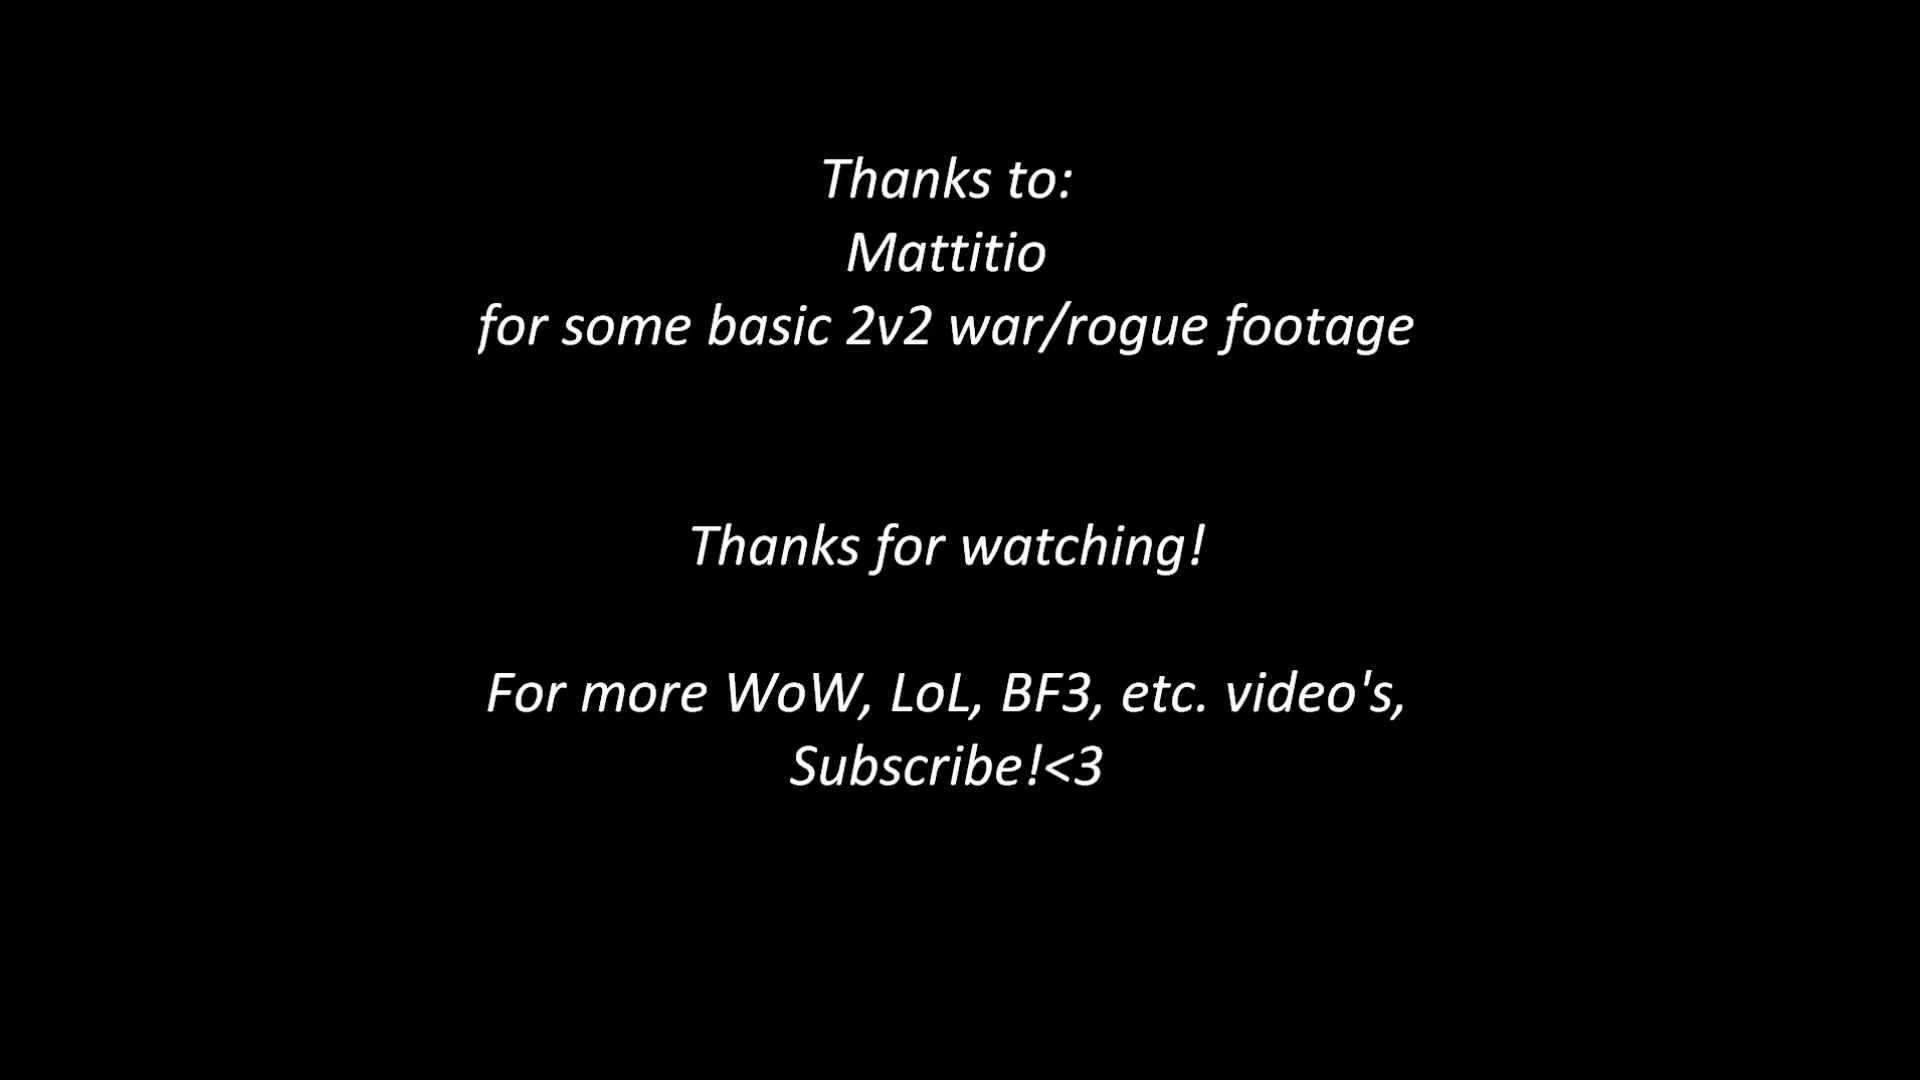 Thanks to:
Mattitio
for some basic 2v2 war/rogue footage
Thanks for watching!
For more WoW, LoL, BF3, etc. video's,
Subscribe!<3